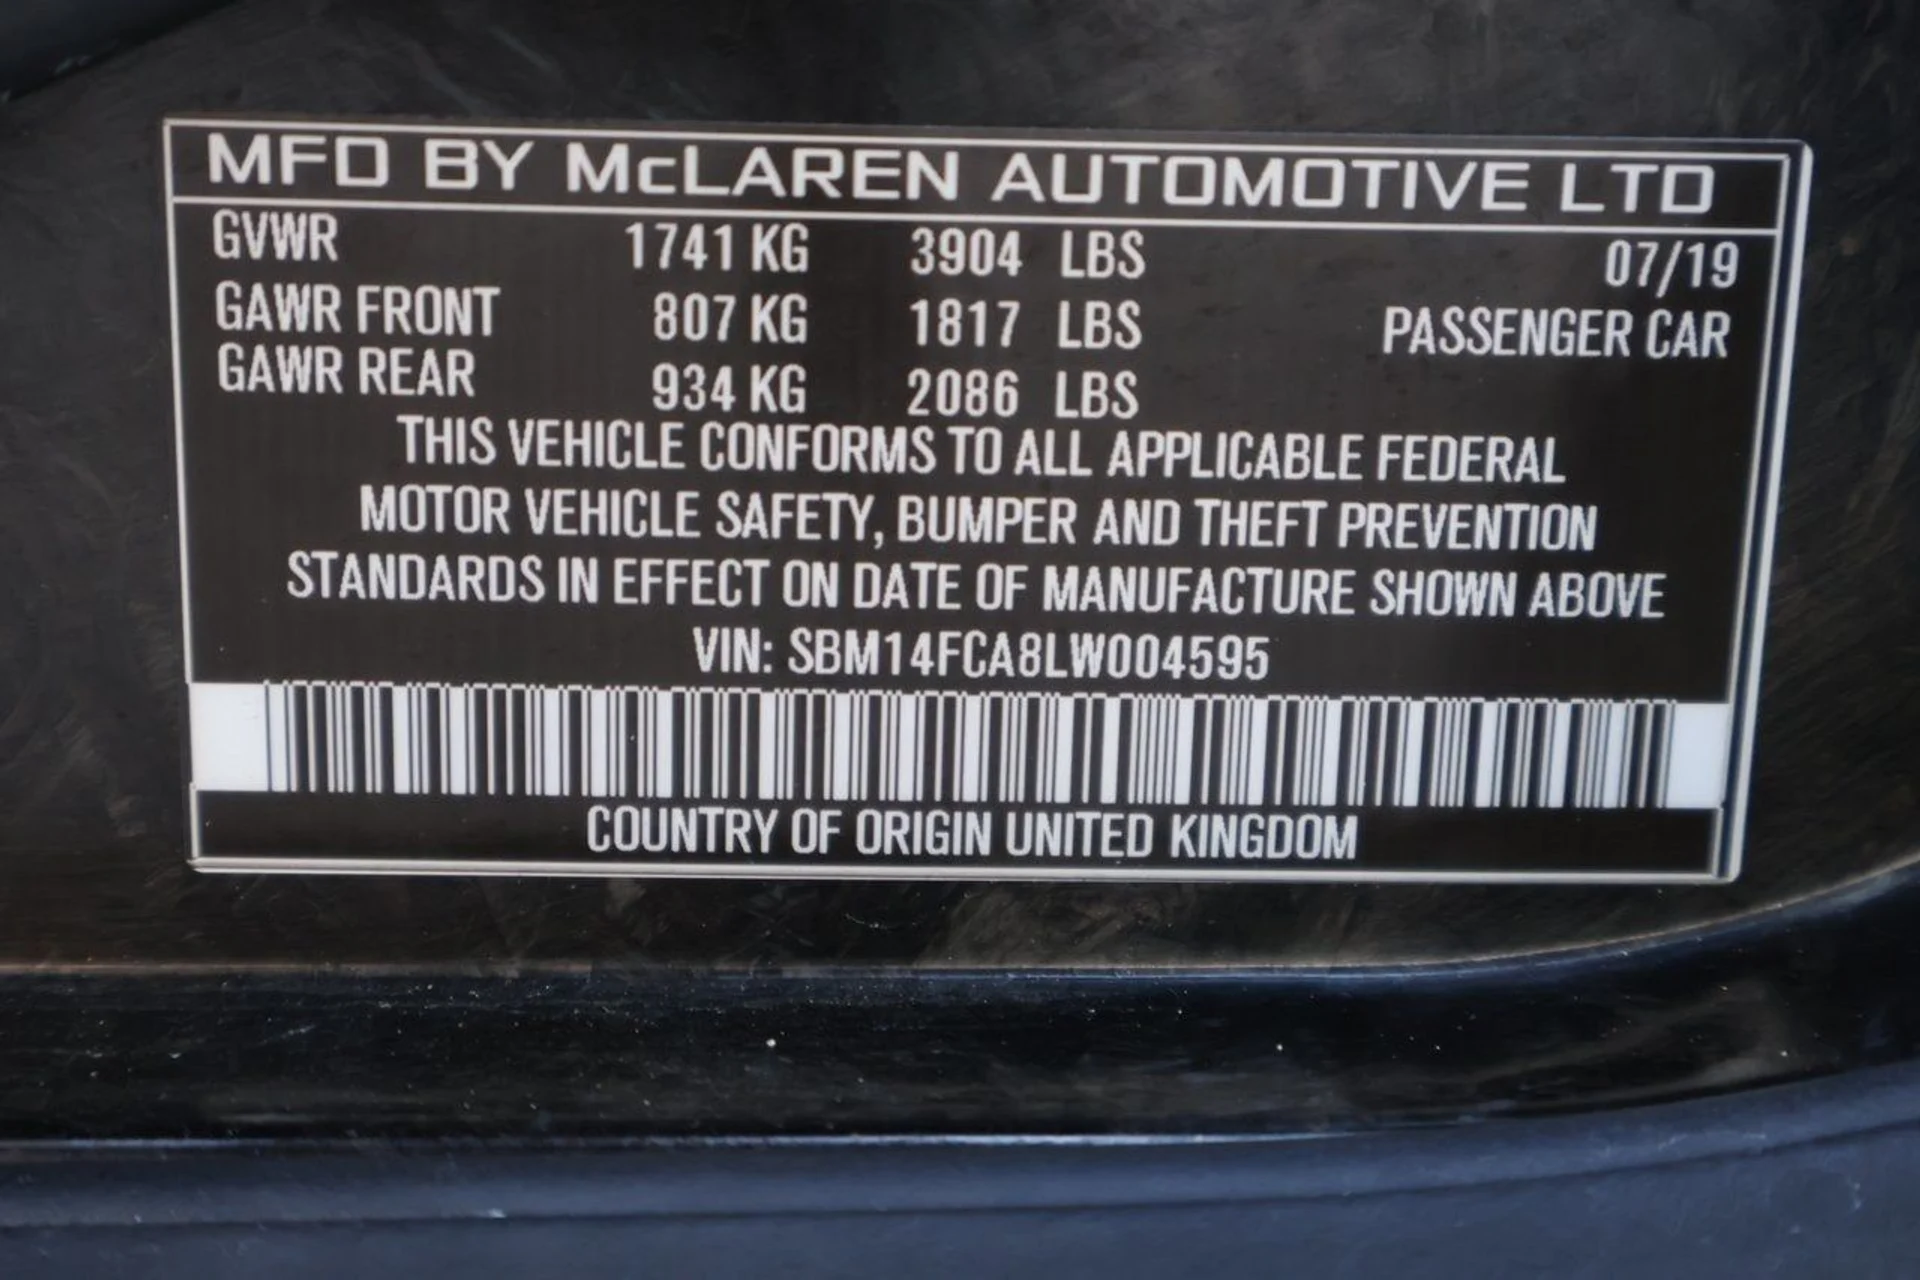 MFD BY McLAREN AUTOMOTIVE LTD
GVWR 1741 KG 3904 LBS 07/19
GAWR FRONT 807 KG 1817 LBS PASSENGER CAR
GAWR REAR 934 KG 2086 LBS
THIS VEHICLE CONFORMS TO ALL APPLICABLE FEDERAL
MOTOR VEHICLE SAFETY, BUMPER AND THEFT PREVENTION
STANDARDS IN EFFECT ON DATE OF MANUFACTURE SHOWN ABOVE
VIN: SBM14FCA8LW004595
COUNTRY OF ORIGIN UNITED KINGDOM